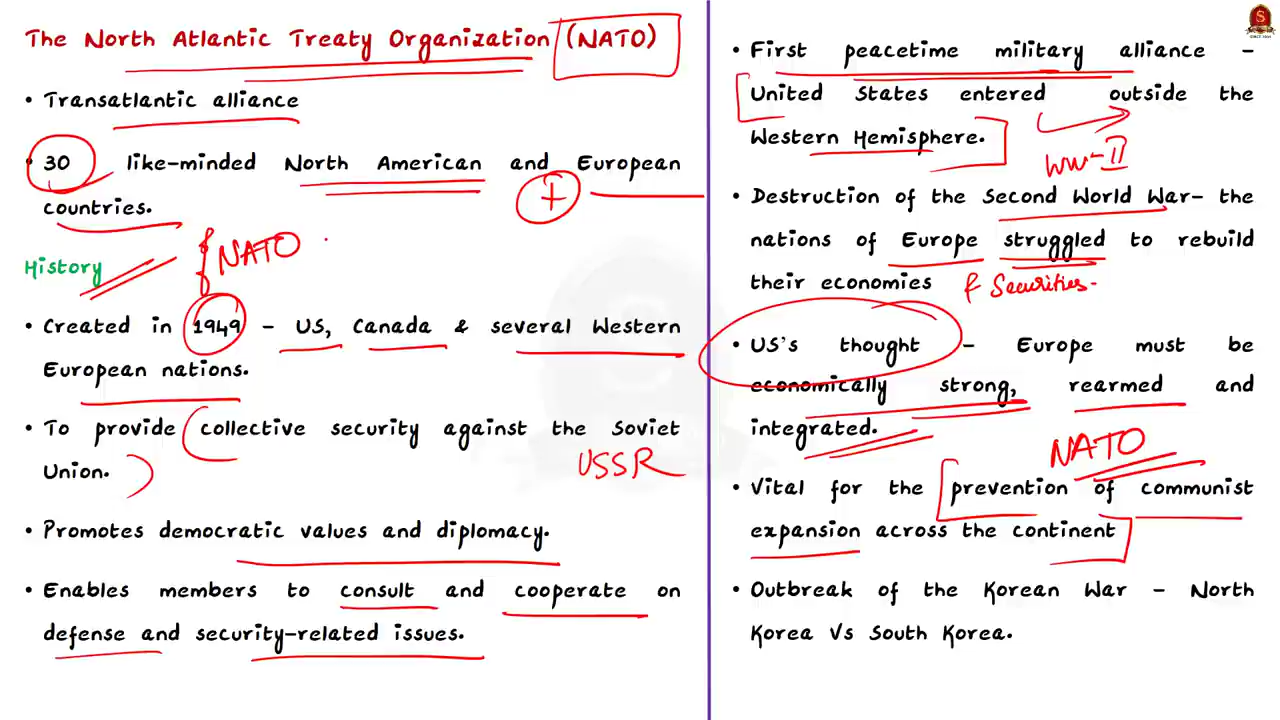 The North Atlantic Treaty Organization (NATO)
• Transatlantic alliance
• 30 like-minded North American and European
countries.
+
NATO
History
• Created in 1949 - US, Canada & several Western
European nations.
• To provide collective security against the Soviet
Union.
USSR
• Promotes democratic values and diplomacy.
• Enables members to consult and cooperate on
defense and security-related issues.
• First peacetime military alliance -
United States entered outside the
Western Hemisphere.
WW-II
• Destruction of the Second World War- the
nations of Europe struggled to rebuild
their economies
& Securities-
• US's thought - Europe must be
economically strong, rearmed and
integrated.
NATO
• Vital for the prevention of communist
expansion across the continent
• Outbreak of the Korean War - North
Korea Vs South Korea.